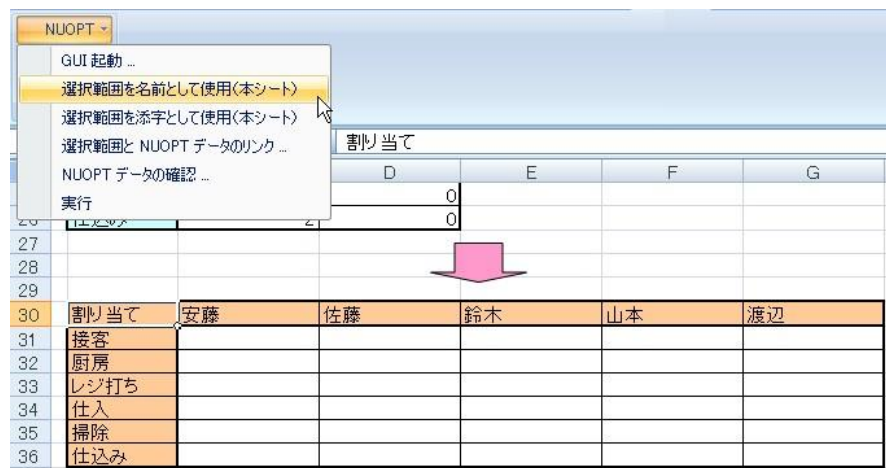 NUOPT
GUI 起動 ...
選択範囲を名前として使用(本シート)
選択範囲を添字として使用(本シート)
選択範囲と NUOPT データのリンク ...
NUOPT データの確認 ...
実行
割り当て
D E F G
0
26 仕込み 2 0
27
28
29
30 割り当て 安藤 佐藤 鈴木 山本 渡辺
31 接客
32 厨房
33 レジ打ち
34 仕入
35 掃除
36 仕込み